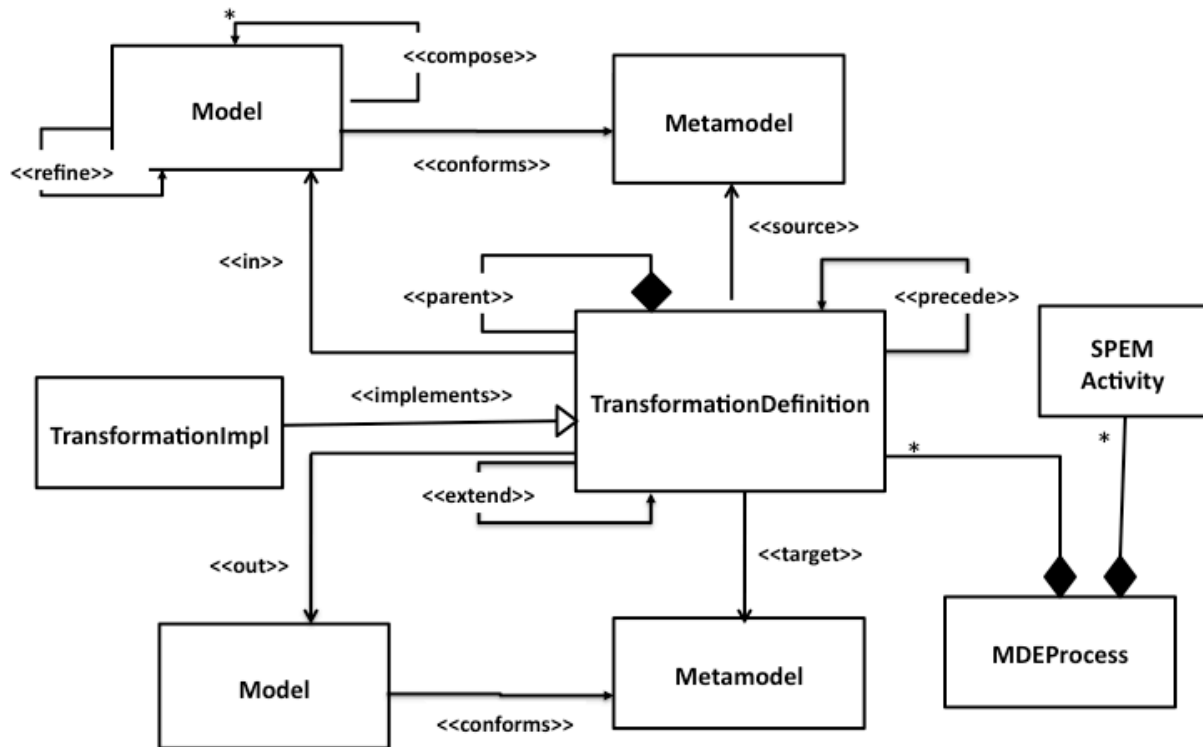 *
<<compose>>
Model
Metamodel
<<conforms>>
<<refine>>
<<source>>
<<in>>
<<parent>>
<<precede>>
SPEM
Activity
<<implements>>
TransformationDefinition
TransformationImpl
*
*
<<extend>>
<<out>>
<<target>>
MDEProcess
Model
Metamodel
<<conforms>>